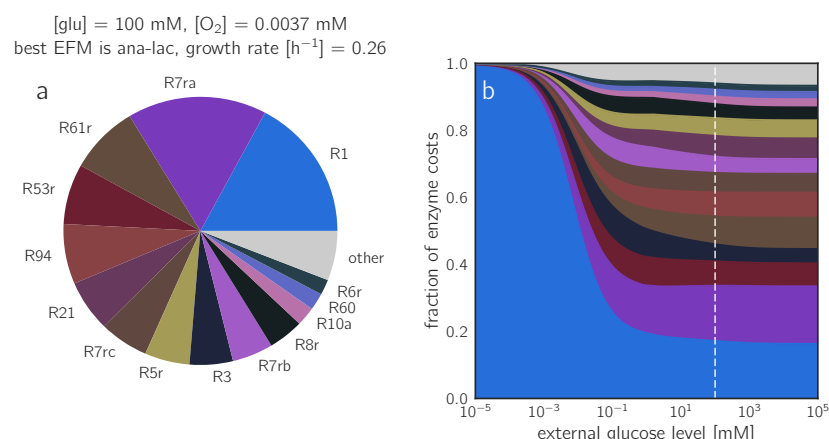 [glu] = 100 mM, [O₂] = 0.0037 mM
best EFM is ana-lac, growth rate [h⁻¹] = 0.26
a
R7ra
R61r
R1
R53r
R94
other
R21
R6r
R60
R10a
R7rc
R8r
R5r
R7rb
R3
b
fraction of enzyme costs
1.0
0.8
0.6
0.4
0.2
0.0
10⁻⁵
10⁻³
10⁻¹
10¹
10³
10⁵
external glucose level [mM]